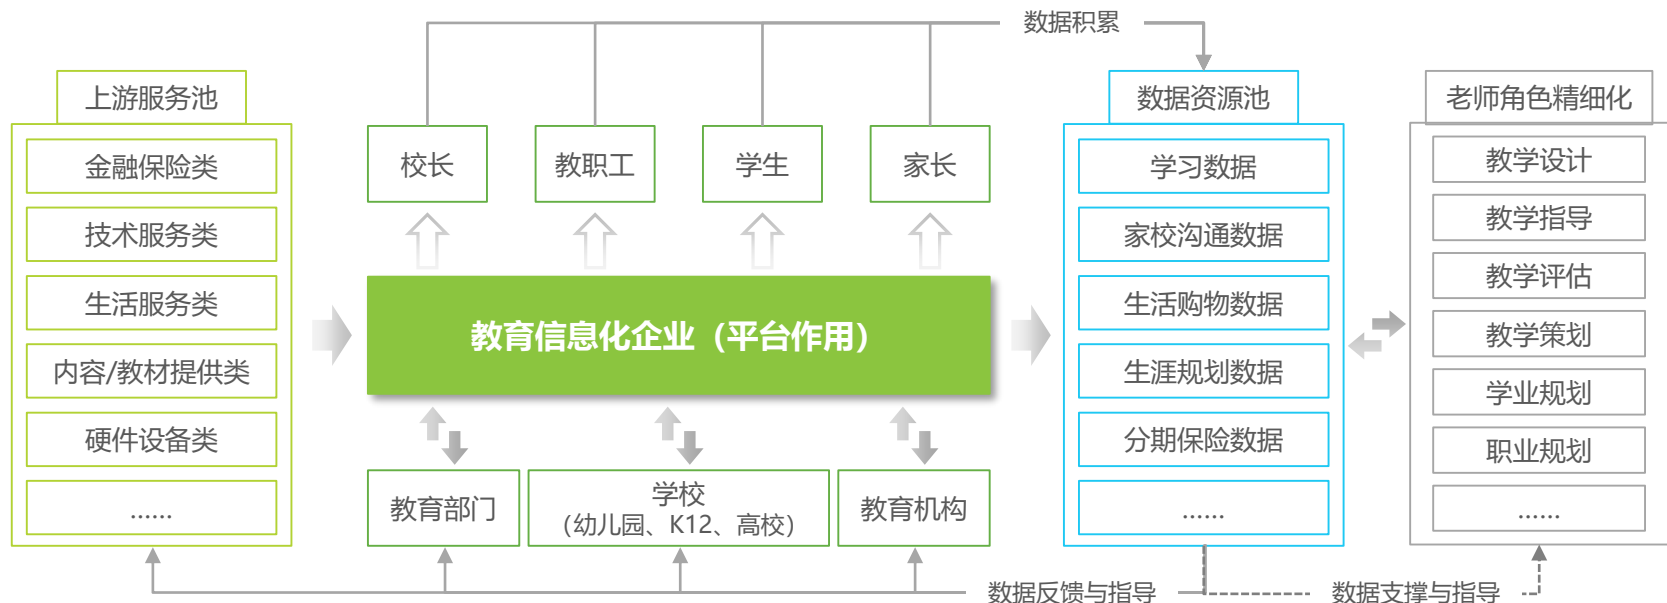 数据积累
上游服务池
金融保险类
技术服务类
生活服务类
内容/教材提供类
硬件设备类
......
校长
教职工
学生
家长
教育信息化企业（平台作用）
教育部门
学校
（幼儿园、K12、高校）
教育机构
数据资源池
学习数据
家校沟通数据
生活购物数据
生涯规划数据
分期保险数据
......
老师角色精细化
教学设计
教学指导
教学评估
教学策划
学业规划
职业规划
......
数据反馈与指导
数据支撑与指导